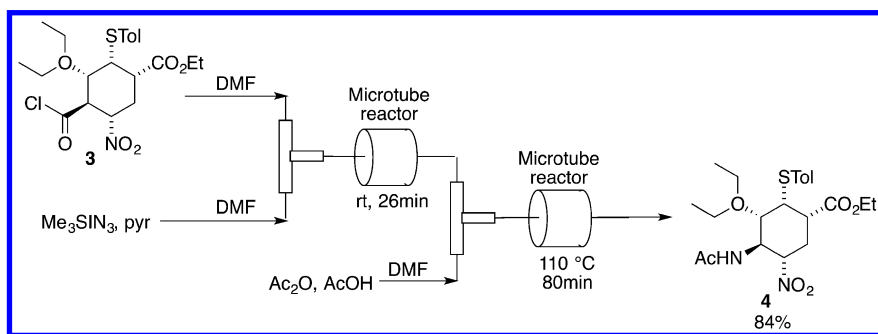 STol
O
CO₂Et
Cl
O
NO₂
3
DMF
Me₃SIN₃, pyr
DMF
Microtube
reactor
rt, 26min
Ac₂O, AcOH
DMF
Microtube
reactor
110 °C
80min
STol
O
CO₂Et
AcHN
NO₂
4
84%